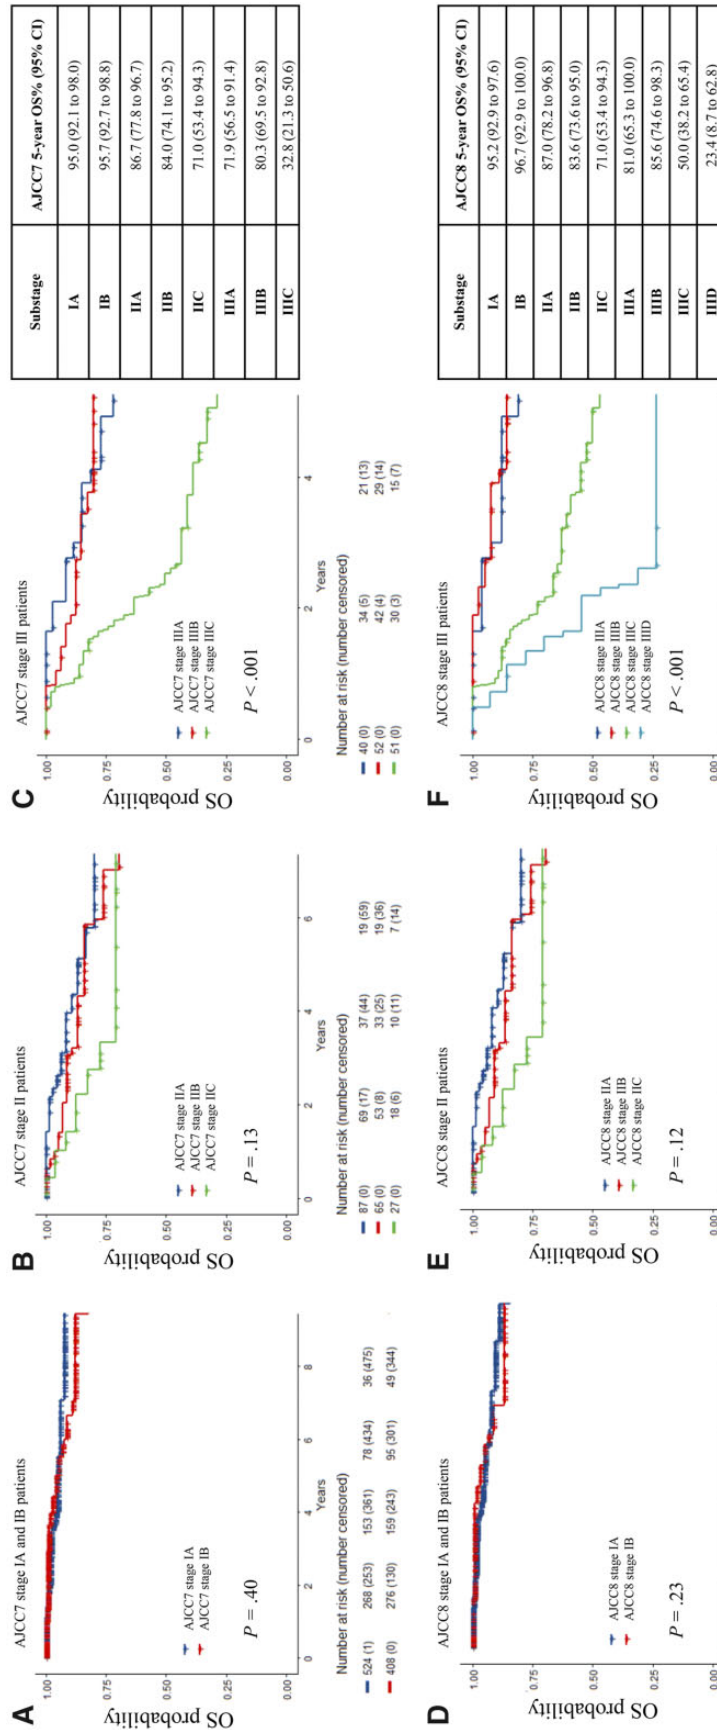 A
AJCC7 stage IA and IB patients
OS probability
1.00
0.75
0.50
0.25
0.00
AJCC7 stage IA
AJCC7 stage IB
P = .40
0 2 4 6 8
Years
Number at risk (number censored)
524 (1) 268 (253) 153 (361) 78 (434) 36 (475)
408 (0) 276 (130) 159 (243) 95 (301) 49 (344)
B
AJCC7 stage II patients
OS probability
1.00
0.75
0.50
0.25
0.00
AJCC7 stage IIA
AJCC7 stage IIB
AJCC7 stage IIC
P = .13
0 2 4 6
Years
Number at risk (number censored)
87 (0) 69 (17) 37 (44) 19 (59)
65 (0) 53 (8) 33 (25) 19 (36)
27 (0) 18 (6) 10 (11) 7 (14)
C
AJCC7 stage III patients
OS probability
1.00
0.75
0.50
0.25
0.00
AJCC7 stage IIIA
AJCC7 stage IIIB
AJCC7 stage IIIC
P < .001
0 2 4
Years
Number at risk (number censored)
40 (0) 34 (5) 21 (13)
52 (0) 42 (4) 29 (14)
51 (0) 30 (3) 15 (7)
Substage AJCC7 5-year OS% (95% CI)
IA 95.0 (92.1 to 98.0)
IB 95.7 (92.7 to 98.8)
IIA 86.7 (77.8 to 96.7)
IIB 84.0 (74.1 to 95.2)
IIC 71.0 (53.4 to 94.3)
IIIA 71.9 (56.5 to 91.4)
IIIB 80.3 (69.5 to 92.8)
IIIC 32.8 (21.3 to 50.6)
D
AJCC8 stage IA and IB patients
OS probability
1.00
0.75
0.50
0.25
0.00
AJCC8 stage IA
AJCC8 stage IB
P = .23
E
AJCC8 stage II patients
OS probability
1.00
0.75
0.50
0.25
0.00
AJCC8 stage IIA
AJCC8 stage IIB
AJCC8 stage IIC
P = .12
F
AJCC8 stage III patients
OS probability
1.00
0.75
0.50
0.25
0.00
AJCC8 stage IIIA
AJCC8 stage IIIB
AJCC8 stage IIIC
AJCC8 stage IIID
P < .001
Substage AJCC8 5-year OS% (95% CI)
IA 95.2 (92.9 to 97.6)
IB 96.7 (92.9 to 100.0)
IIA 87.0 (78.2 to 96.8)
IIB 83.6 (73.6 to 95.0)
IIC 71.0 (53.4 to 94.3)
IIIA 81.0 (65.3 to 100.0)
IIIB 85.6 (74.6 to 98.3)
IIIC 50.0 (38.2 to 65.4)
IIID 23.4 (8.7 to 62.8)